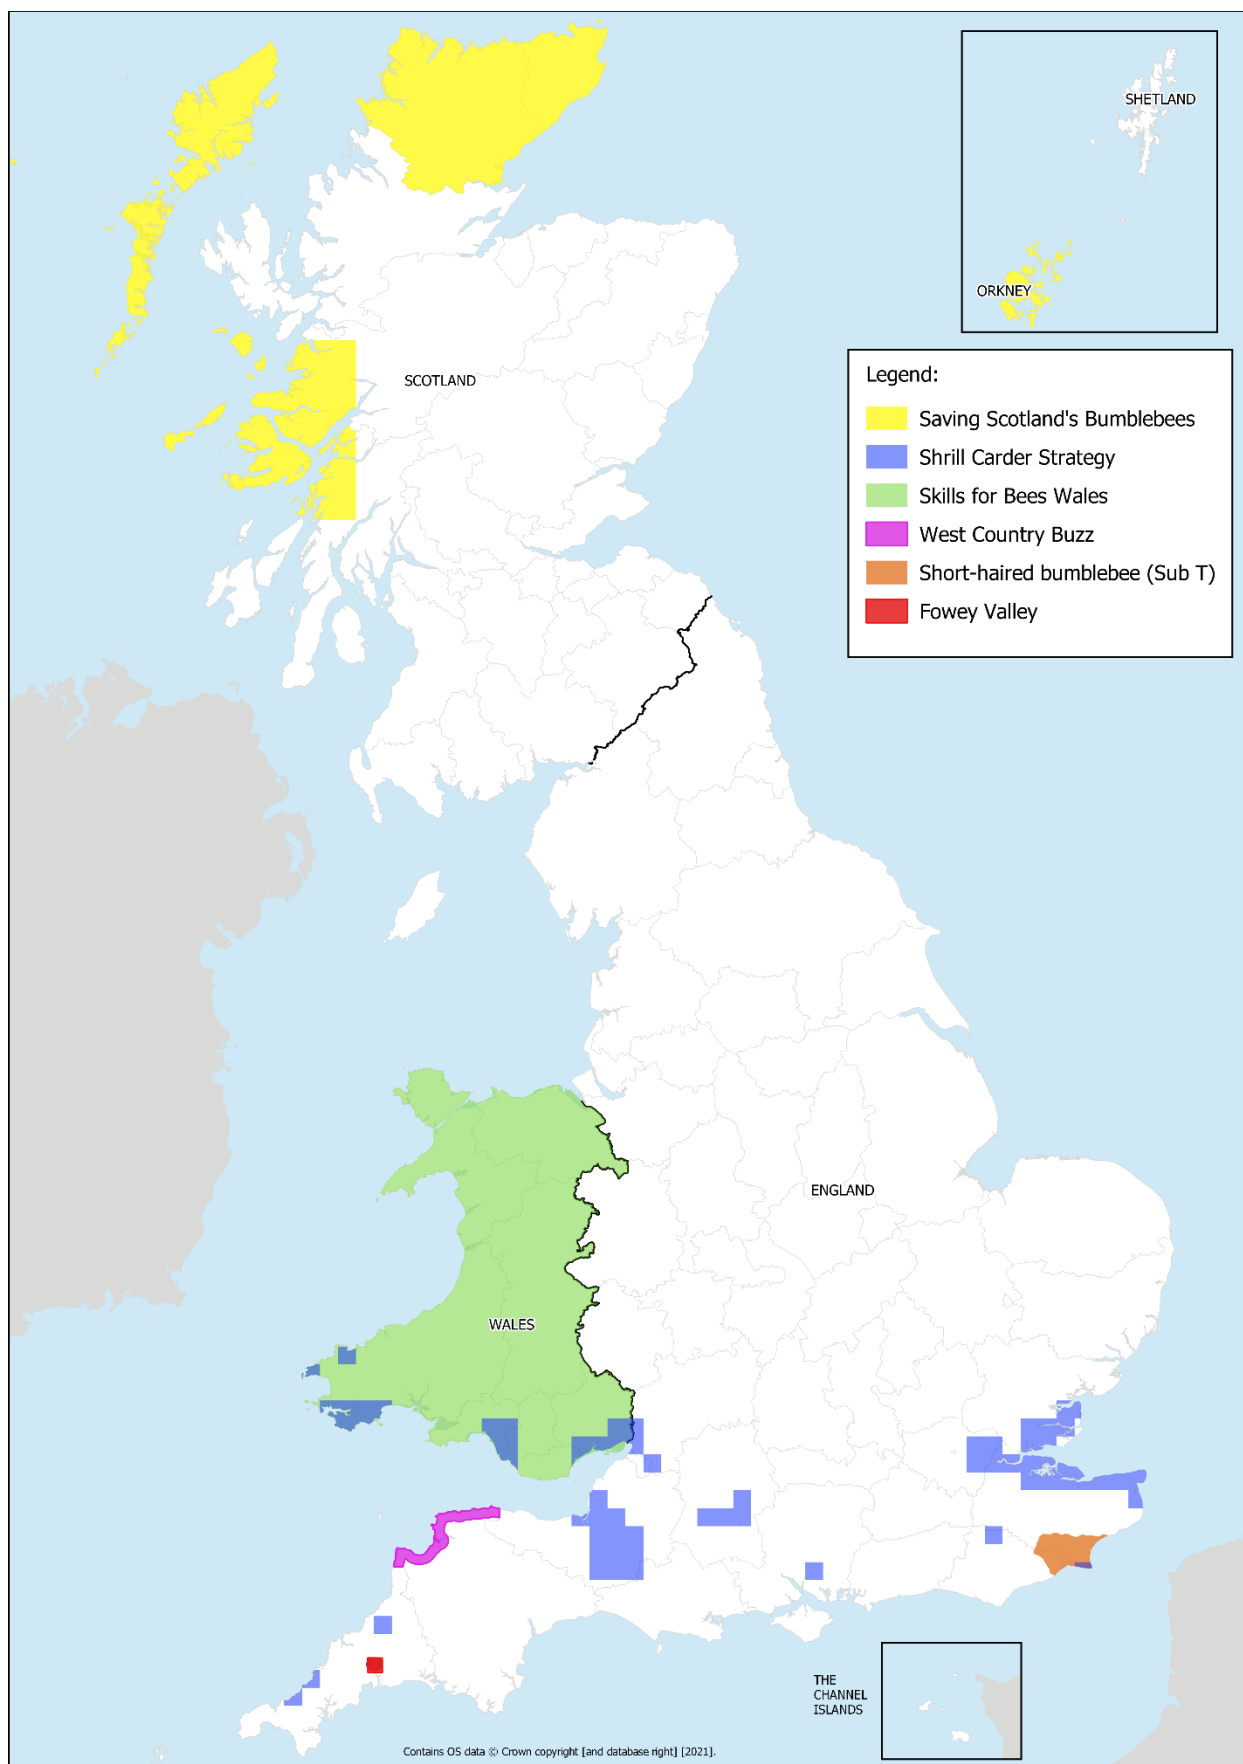 SHETLAND
ORKNEY
SCOTLAND
Legend:
Saving Scotland's Bumblebees
Shrill Carder Strategy
Skills for Bees Wales
West Country Buzz
Short-haired bumblebee (Sub T)
Fowey Valley
ENGLAND
WALES
THE
CHANNEL
ISLANDS
Contains OS data © Crown copyright [and database right] [2021].